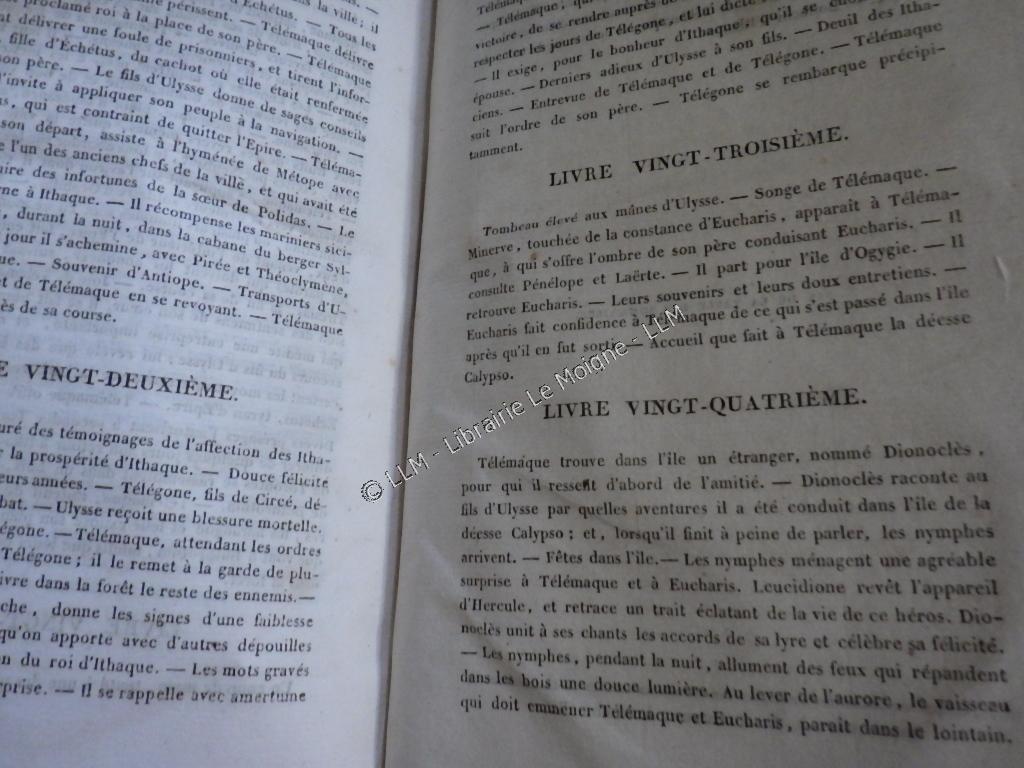 proclamé roi à la place de son père. — Télémaque délivre
délivrer une foule de prisonniers, et tirent l'infor-
fille d'Échétus, du cachot où elle était renfermée
son père. — Le fils d'Ulysse donne de sages conseils
l'invite à appliquer son peuple à la navigation. —
qui est contraint de quitter l'Epire. — Téléma-
son départ, assiste à l'hyménée de Métope avec
l'un des anciens chefs de la ville, et qui avait été
des infortunes de la sœur de Polidas. — Le
à Ithaque. — Il récompense les mariniers sici-
, durant la nuit, dans la cabane du berger Syl-
jour il s'achemine, avec Pirée et Théoclymène,
— Souvenir d'Antiope. — Transports d'U-
et de Télémaque en se revoyant. — Télémaque
de sa course.
VINGT-DEUXIÈME.
des témoignages de l'affection des Itha-
la prospérité d'Ithaque. — Douce félicité
années. — Télégone, fils de Circé, dé-
— Ulysse reçoit une blessure mortelle.
— Télémaque, attendant les ordres
Télégone ; il le remet à la garde de plu-
dans la forêt le reste des ennemis. —
donne les signes d'une faiblesse
qu'on apporte avec d'autres dépouilles
du roi d'Ithaque. — Les mots gravés
— Il se rappelle avec amertume
victoire, de se rendre auprès de
respecter les jours de Télégone, et lui dicte
— Il exige, pour le bonheur d'Ithaque, qu'il se
épouse. — Derniers adieux d'Ulysse à son fils. — Deuil des Itha-
ciens. — Entrevue de Télémaque et de Télégone. — Télémaque
suit l'ordre de son père. — Télégone se rembarque précipi-
tamment.
LIVRE VINGT-TROISIÈME.
Tombeau élevé aux mânes d'Ulysse. — Songe de Télémaque. —
Minerve, touchée de la constance d'Eucharis, apparaît à Téléma-
que, à qui s'offre l'ombre de son père conduisant Eucharis. — Il
consulte Pénélope et Laërte. — Il part pour l'île d'Ogygie. — Il
retrouve Eucharis. — Leurs souvenirs et leurs doux entretiens. —
Eucharis fait confidence à Télémaque de ce qui s'est passé dans l'île
après qu'il en fut sorti. — Accueil que fait à Télémaque la déesse
Calypso.
LIVRE VINGT-QUATRIÈME.
Télémaque trouve dans l'île un étranger, nommé Dionoclès,
pour qui il ressent d'abord de l'amitié. — Dionoclès raconte au
fils d'Ulysse par quelles aventures il a été conduit dans l'île de la
déesse Calypso ; et, lorsqu'il finit à peine de parler, les nymphes
arrivent. — Fêtes dans l'île. — Les nymphes ménagent une agréable
surprise à Télémaque et à Eucharis. Leucidione revêt l'appareil
d'Hercule, et retrace un trait éclatant de la vie de ce héros. Dio-
noclès unit à ses chants les accords de sa lyre et célèbre sa félicité.
— Les nymphes, pendant la nuit, allument des feux qui répandent
dans les bois une douce lumière. Au lever de l'aurore, le vaisseau
qui doit emmener Télémaque et Eucharis, paraît dans le lointain.
© LLM - Librairie Le Moigne - LLM